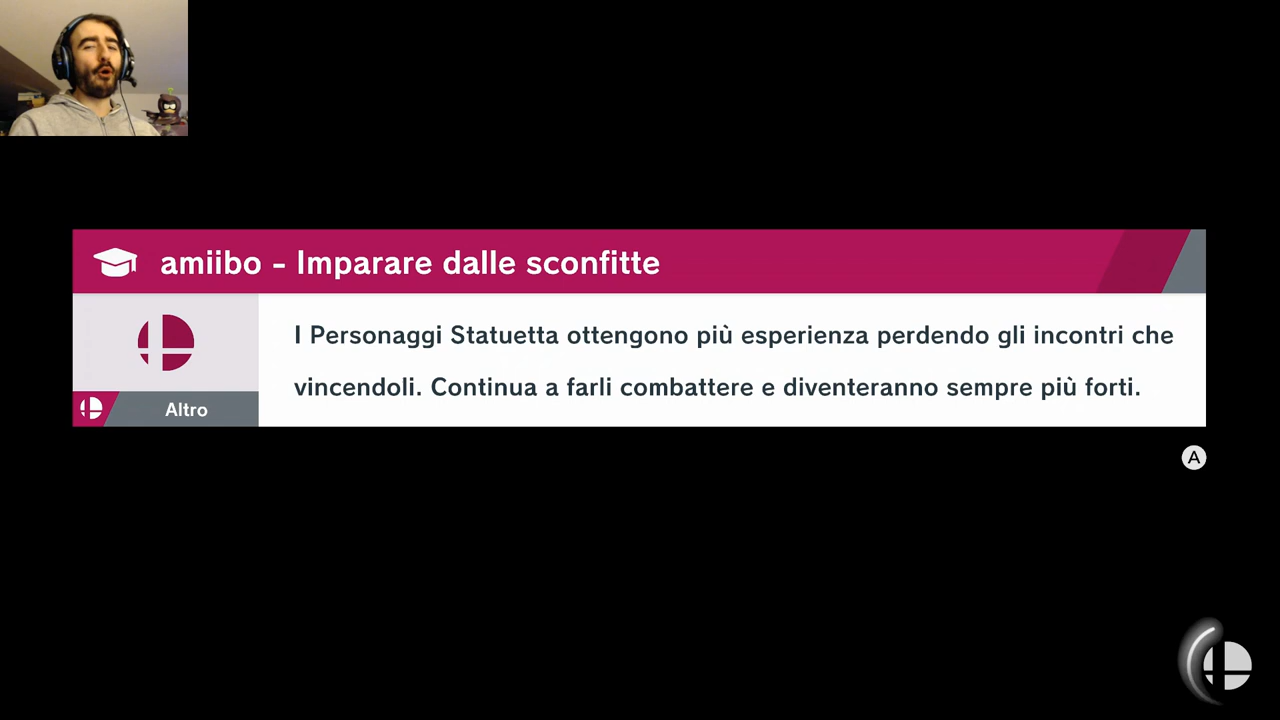 amiibo - Imparare dalle sconfitte
I Personaggi Statuetta ottengono più esperienza perdendo gli incontri che
vincendoli. Continua a farli combattere e diventeranno sempre più forti.
Altro
A